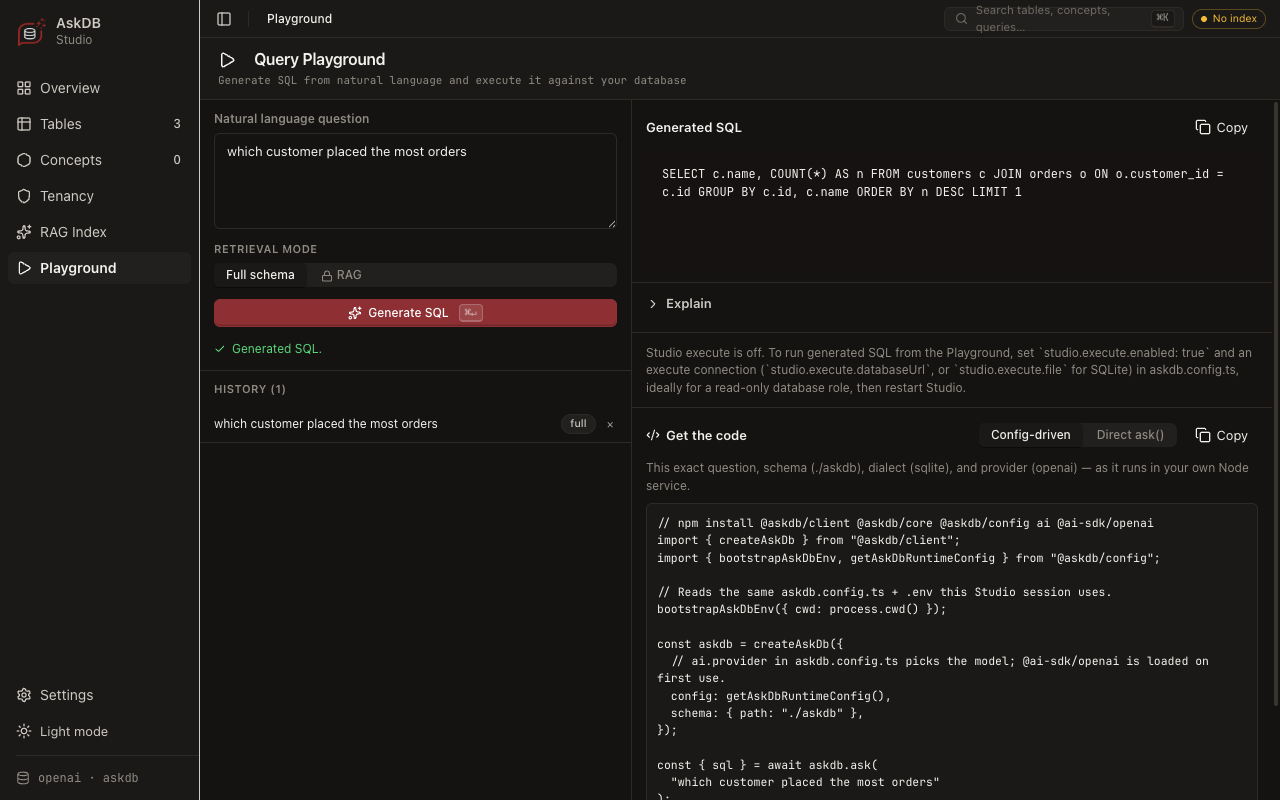 AskDB
Studio
Overview
Tables 3
Concepts 0
Tenancy
RAG Index
Playground
Settings
Light mode
openai · askdb
Playground
Search tables, concepts, queries…
⌘K
No index
Query Playground
Generate SQL from natural language and execute it against your database
Natural language question
which customer placed the most orders
RETRIEVAL MODE
Full schema RAG
Generate SQL ⌘↵
Generated SQL.
HISTORY (1)
which customer placed the most orders full ×
Generated SQL Copy
SELECT c.name, COUNT(*) AS n FROM customers c JOIN orders o ON o.customer_id =
c.id GROUP BY c.id, c.name ORDER BY n DESC LIMIT 1
Explain
Studio execute is off. To run generated SQL from the Playground, set `studio.execute.enabled: true` and an
execute connection (`studio.execute.databaseUrl`, or `studio.execute.file` for SQLite) in askdb.config.ts,
ideally for a read-only database role, then restart Studio.
Get the code Config-driven Direct ask() Copy
This exact question, schema (./askdb), dialect (sqlite), and provider (openai) — as it runs in your own Node
service.
// npm install @askdb/client @askdb/core @askdb/config ai @ai-sdk/openai
import { createAskDb } from "@askdb/client";
import { bootstrapAskDbEnv, getAskDbRuntimeConfig } from "@askdb/config";
// Reads the same askdb.config.ts + .env this Studio session uses.
bootstrapAskDbEnv({ cwd: process.cwd() });
const askdb = createAskDb({
// ai.provider in askdb.config.ts picks the model; @ai-sdk/openai is loaded on
first use.
config: getAskDbRuntimeConfig(),
schema: { path: "./askdb" },
});
const { sql } = await askdb.ask(
"which customer placed the most orders"
);